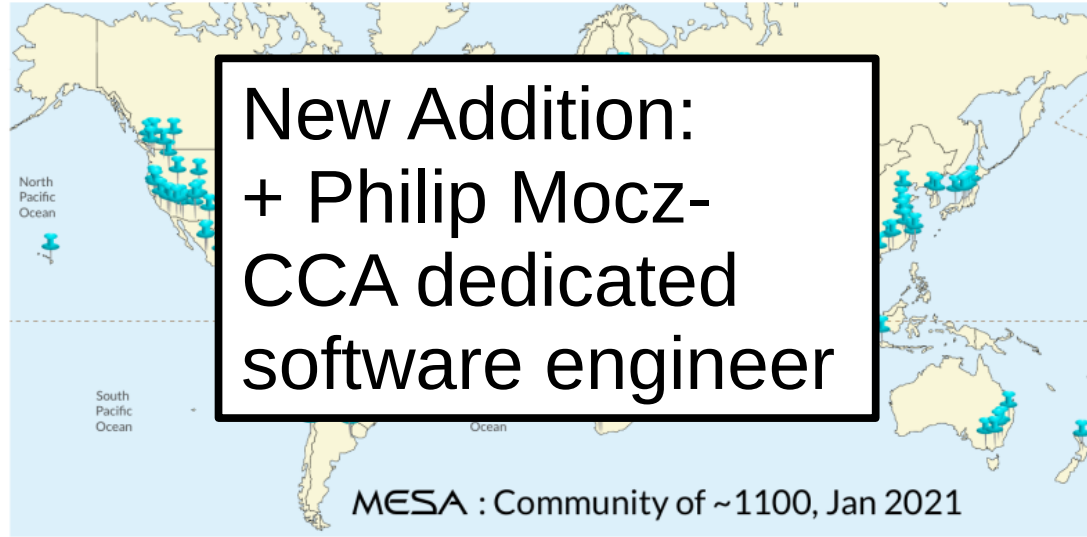 New Addition:
+ Philip Mocz-
CCA dedicated
software engineer
North
Pacific
Ocean
South
Pacific
Ocean
Ocean
MESA : Community of ~1100, Jan 2021